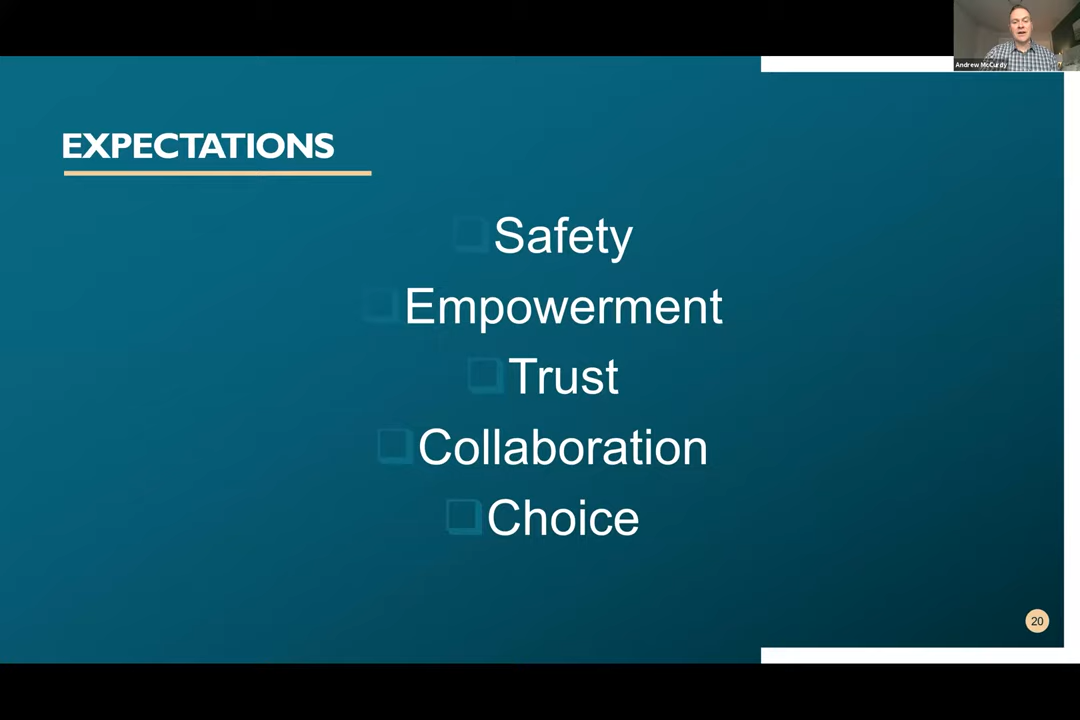 Andrew McCurdy
EXPECTATIONS
Safety
Empowerment
Trust
Collaboration
Choice
20